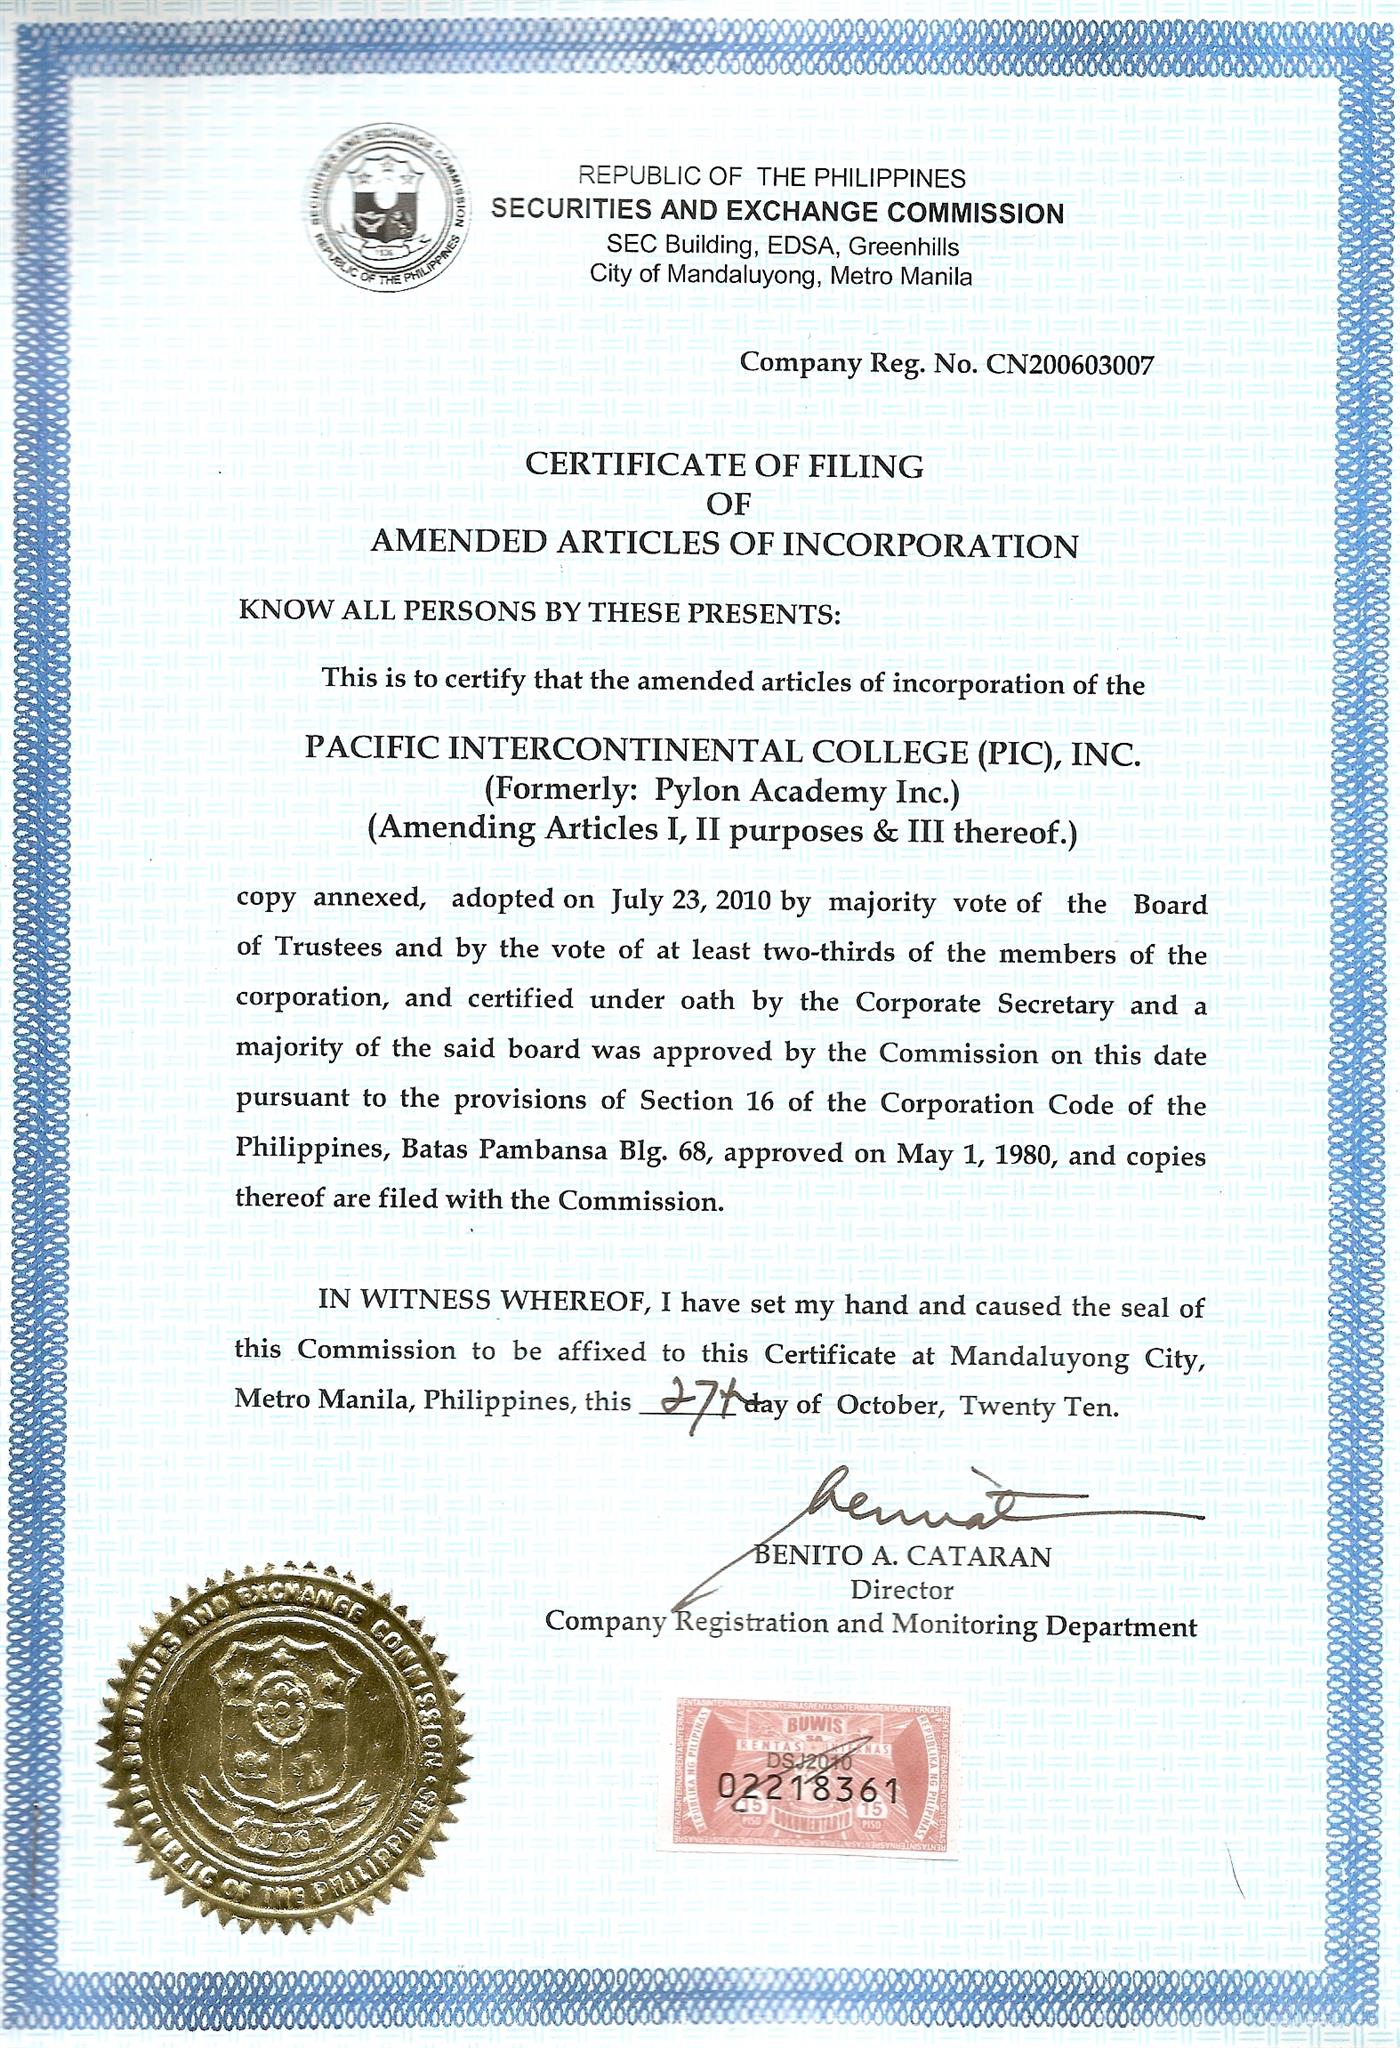 SECURITIES AND EXCHANGE COMMISSION
REPUBLIC OF THE PHILIPPINES
1936
REPUBLIC OF THE PHILIPPINES
SECURITIES AND EXCHANGE COMMISSION
SEC Building, EDSA, Greenhills
City of Mandaluyong, Metro Manila
Company Reg. No. CN200603007
CERTIFICATE OF FILING
OF
AMENDED ARTICLES OF INCORPORATION
KNOW ALL PERSONS BY THESE PRESENTS:
This is to certify that the amended articles of incorporation of the
PACIFIC INTERCONTINENTAL COLLEGE (PIC), INC.
(Formerly: Pylon Academy Inc.)
(Amending Articles I, II purposes & III thereof.)
copy annexed, adopted on July 23, 2010 by majority vote of the Board
of Trustees and by the vote of at least two-thirds of the members of the
corporation, and certified under oath by the Corporate Secretary and a
majority of the said board was approved by the Commission on this date
pursuant to the provisions of Section 16 of the Corporation Code of the
Philippines, Batas Pambansa Blg. 68, approved on May 1, 1980, and copies
thereof are filed with the Commission.
IN WITNESS WHEREOF, I have set my hand and caused the seal of
this Commission to be affixed to this Certificate at Mandaluyong City,
Metro Manila, Philippines, this 27th day of October, Twenty Ten.
BENITO A. CATARAN
Director
Company Registration and Monitoring Department
SECURITIES AND EXCHANGE COMMISSION
REPUBLIC OF THE PHILIPPINES
1936
BUWIS
SA
RENTAS INTERNAS
REPUBLIKA NG PILIPINAS
REPUBLIKA NG PILIPINAS
DSJ2010
02218361
15 PISO
DOKUMENTARYO
15 PISO